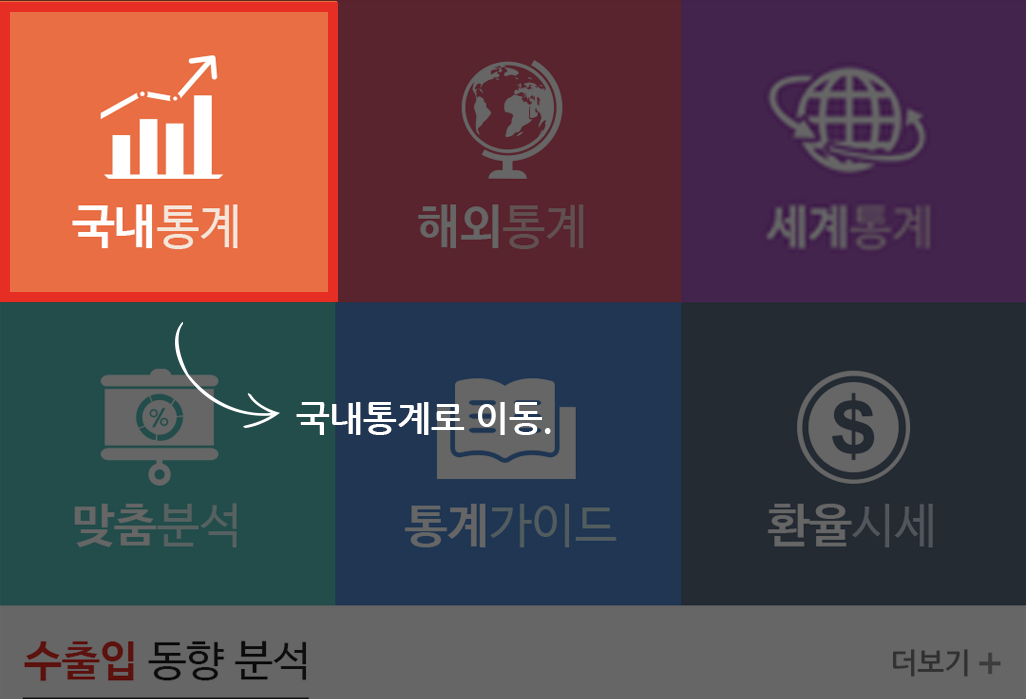 국내통계
해외통계
세계통계
국내통계로 이동.
%
$
맞춤분석
통계가이드
환율시세
수출입 동향 분석
더보기 +